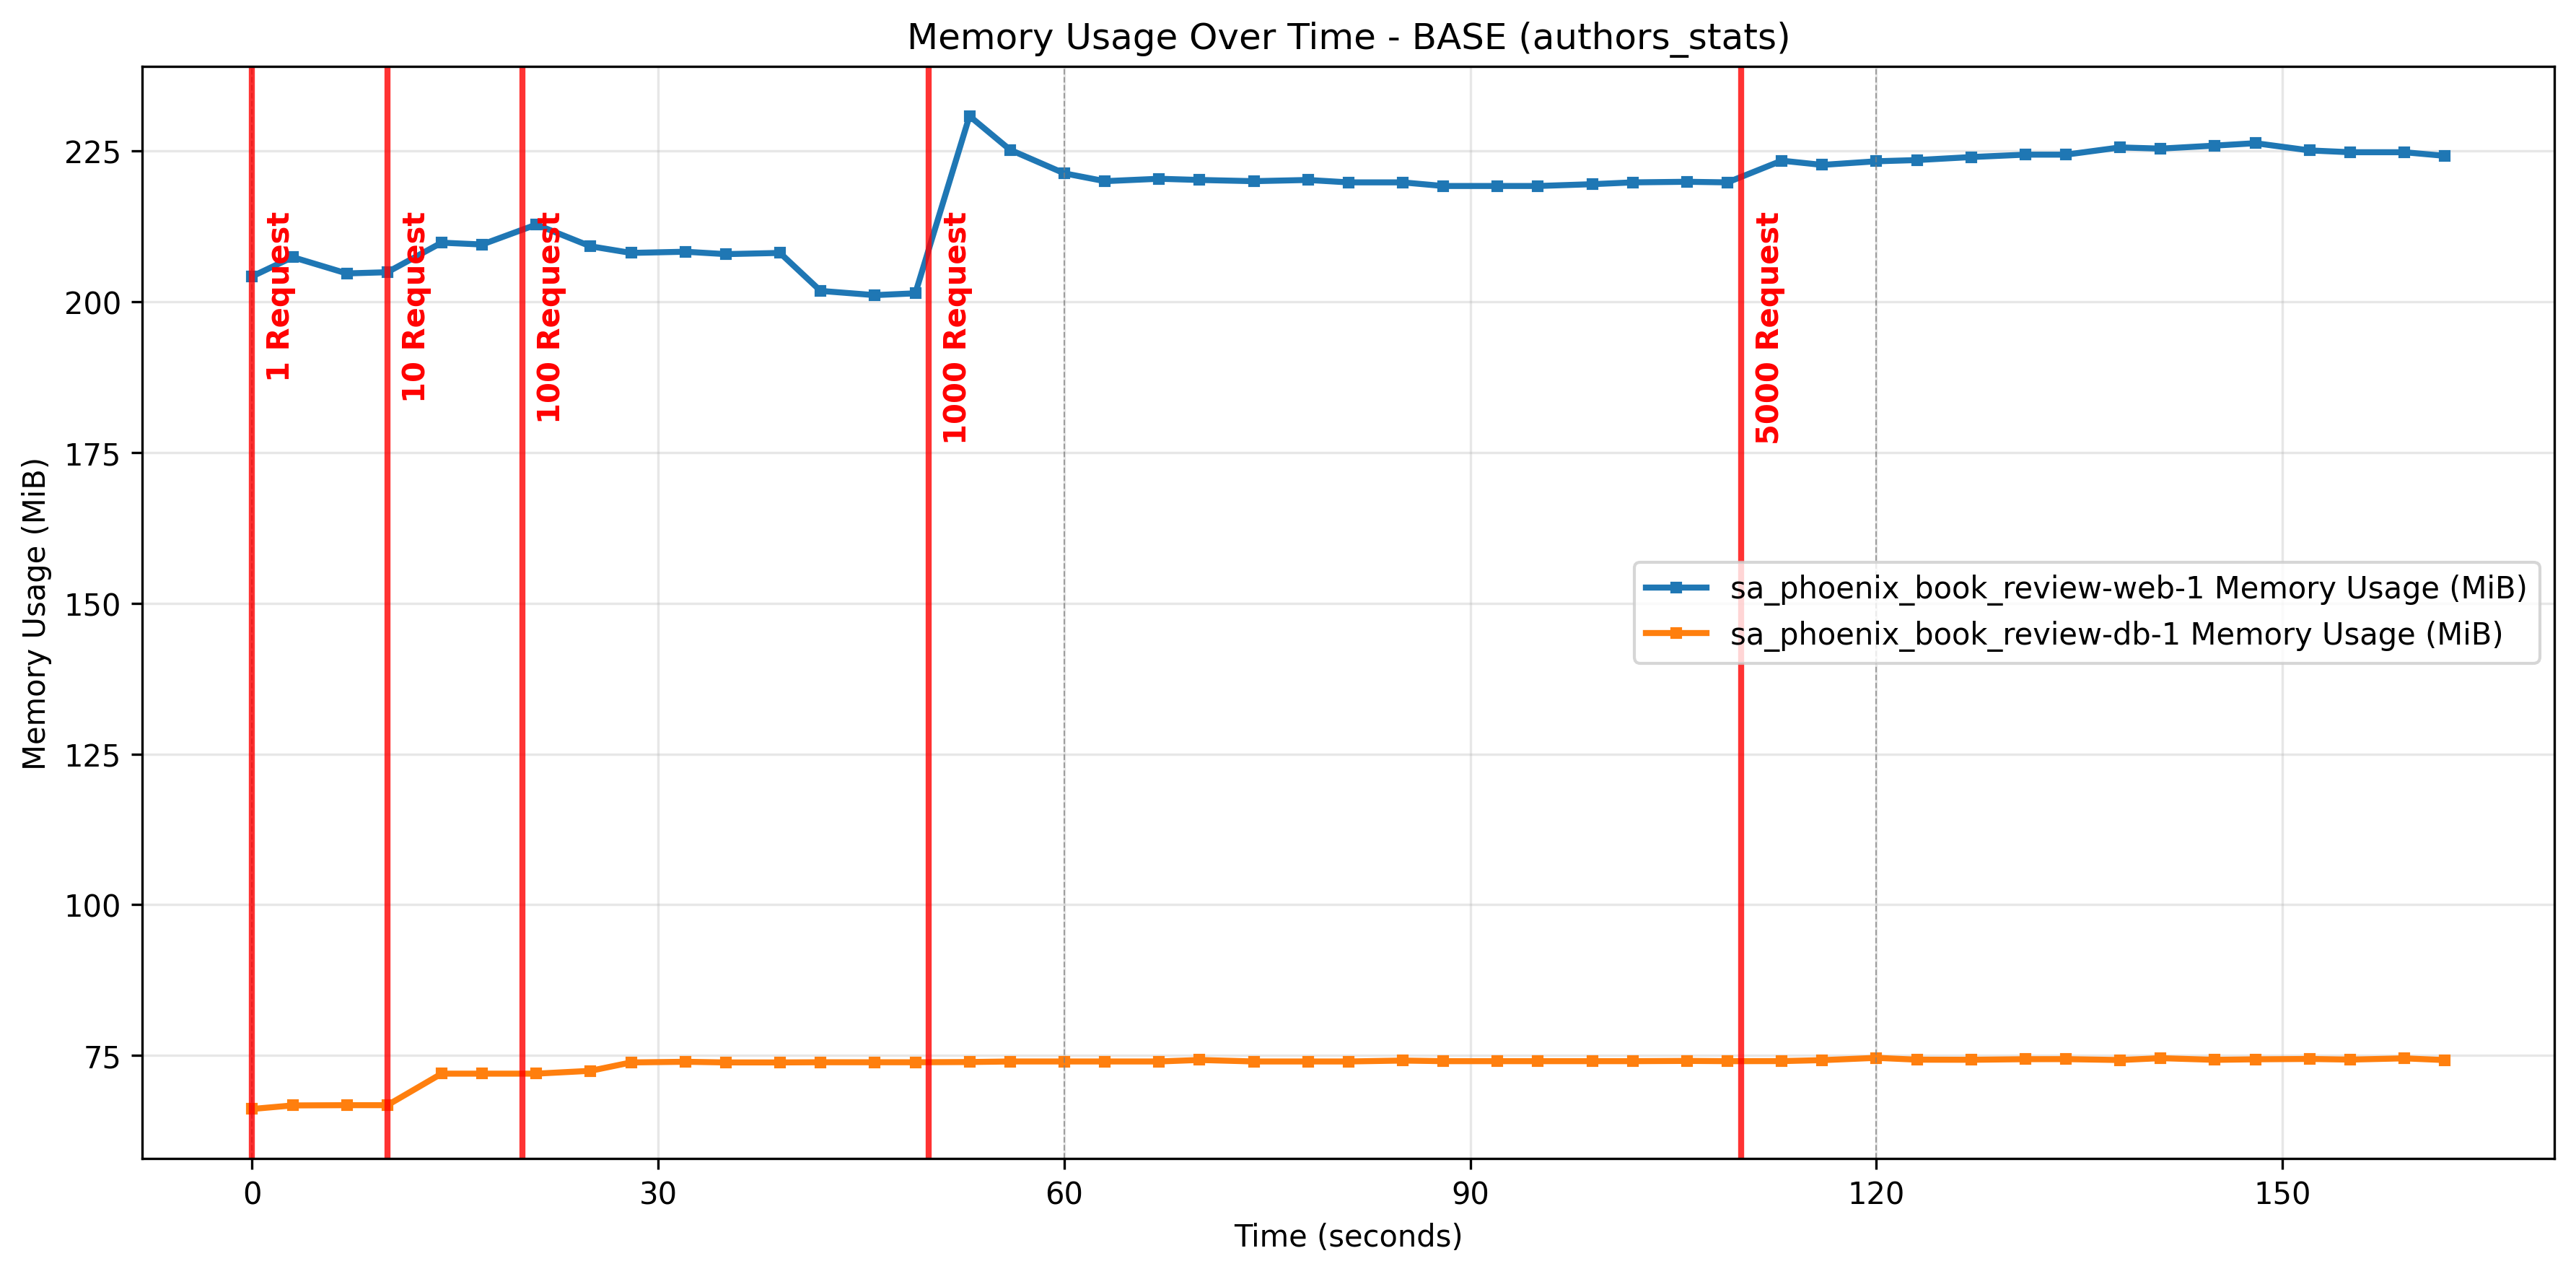 Memory Usage Over Time - BASE (authors_stats)
Memory Usage (MiB)
225
200
175
150
125
100
75
1 Request
10 Request
100 Request
1000 Request
5000 Request
sa_phoenix_book_review-web-1 Memory Usage (MiB)
sa_phoenix_book_review-db-1 Memory Usage (MiB)
0 30 60 90 120 150
Time (seconds)